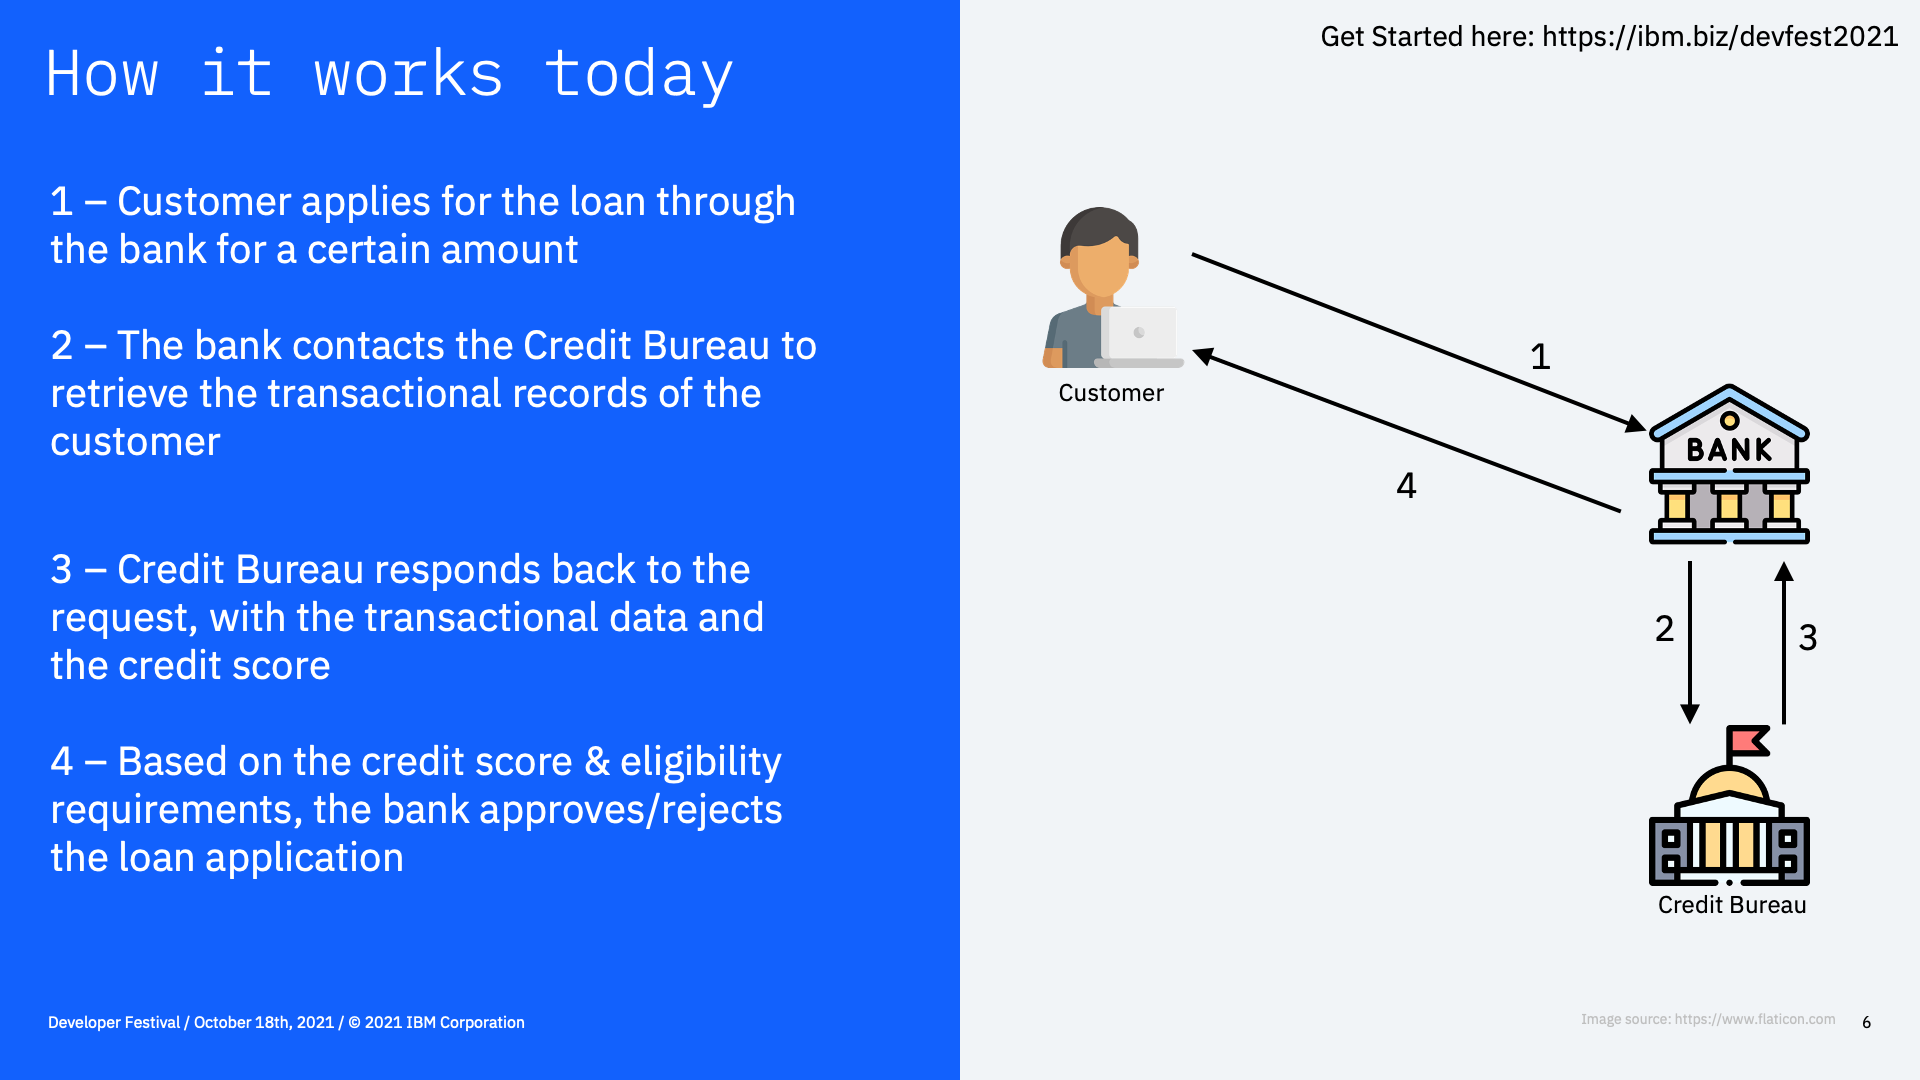 How it works today
Get Started here: https://ibm.biz/devfest2021
1 – Customer applies for the loan through
the bank for a certain amount
2 – The bank contacts the Credit Bureau to
retrieve the transactional records of the
customer
3 – Credit Bureau responds back to the
request, with the transactional data and
the credit score
4 – Based on the credit score & eligibility
requirements, the bank approves/rejects
the loan application
Customer
1
4
BANK
2
3
Credit Bureau
Developer Festival / October 18th, 2021 / © 2021 IBM Corporation
Image source: https://www.flaticon.com
6